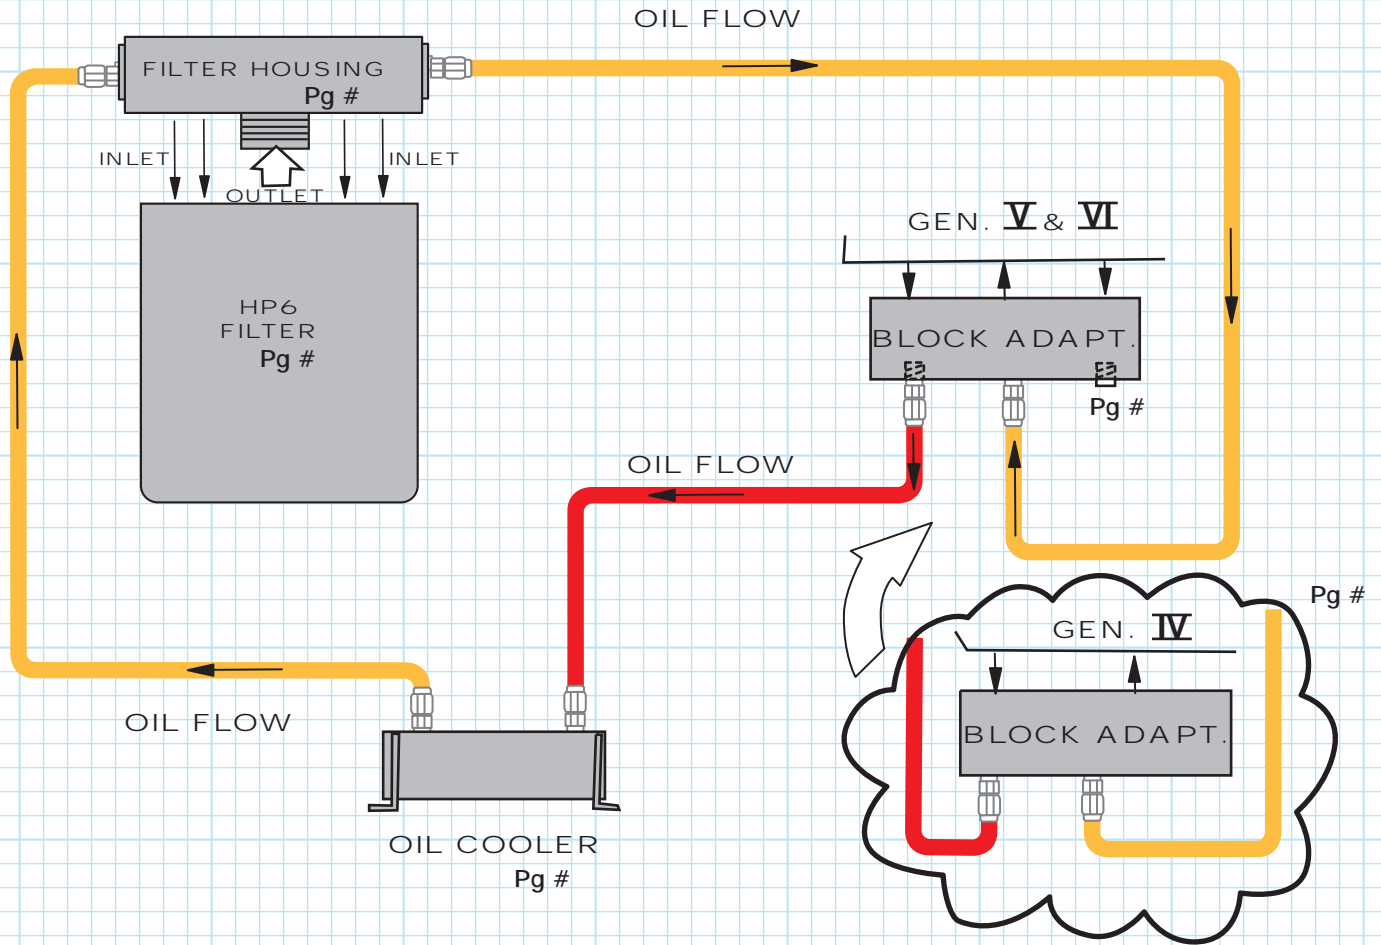 OIL FLOW
FILTER HOUSING
Pg #
INLET
INLET
OUTLET
HP6
FILTER
Pg #
GEN. V & VI
BLOCK ADAPT.
Pg #
OIL FLOW
Pg #
GEN. IV
BLOCK ADAPT.
OIL FLOW
OIL COOLER
Pg #